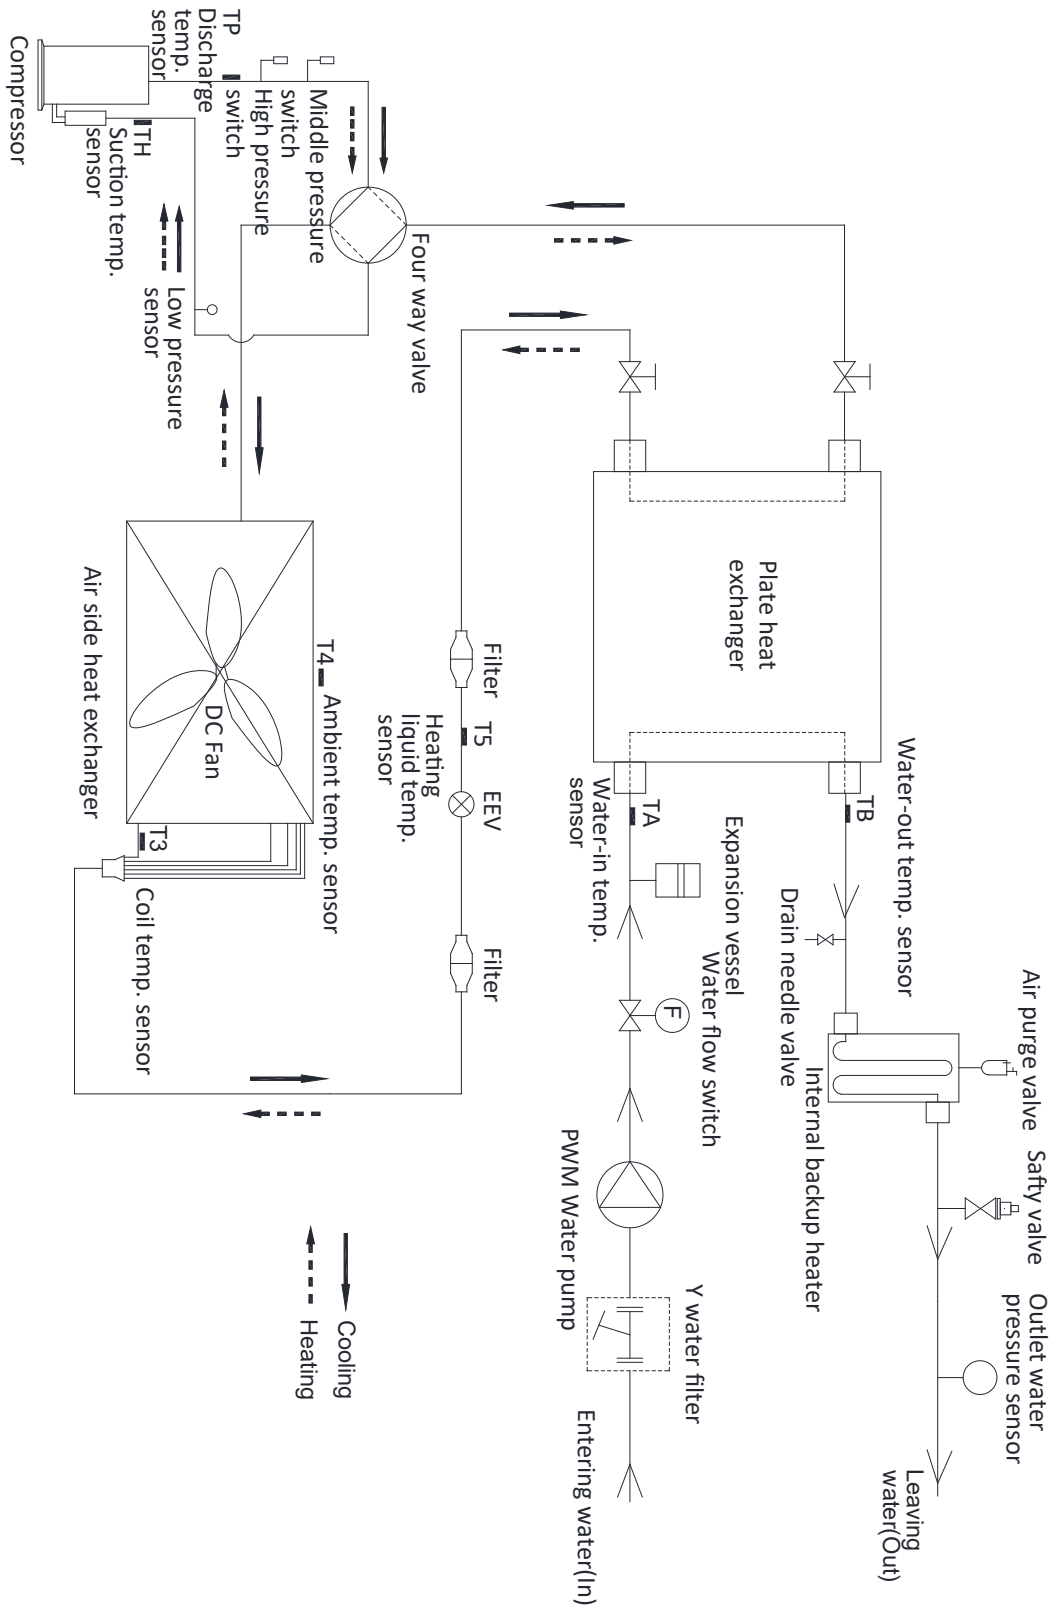 Air purge valve
Safty valve
Outlet water
pressure sensor
Leaving
water(Out)
Water-out temp. sensor
TB
Drain needle valve
Internal backup heater
Plate heat
exchanger
Expansion vessel
Water flow switch
F
Y water filter
TA
Water-in temp.
sensor
PWM Water pump
Entering water(In)
Four way valve
Filter
T5
Heating
liquid temp.
sensor
EEV
Filter
Middle pressure
switch
High pressure
switch
TP
Discharge
temp.
sensor
TH
Suction temp.
sensor
Compressor
Low pressure
sensor
T4
Ambient temp. sensor
DC Fan
Air side heat exchanger
T3
Coil temp. sensor
Cooling
Heating